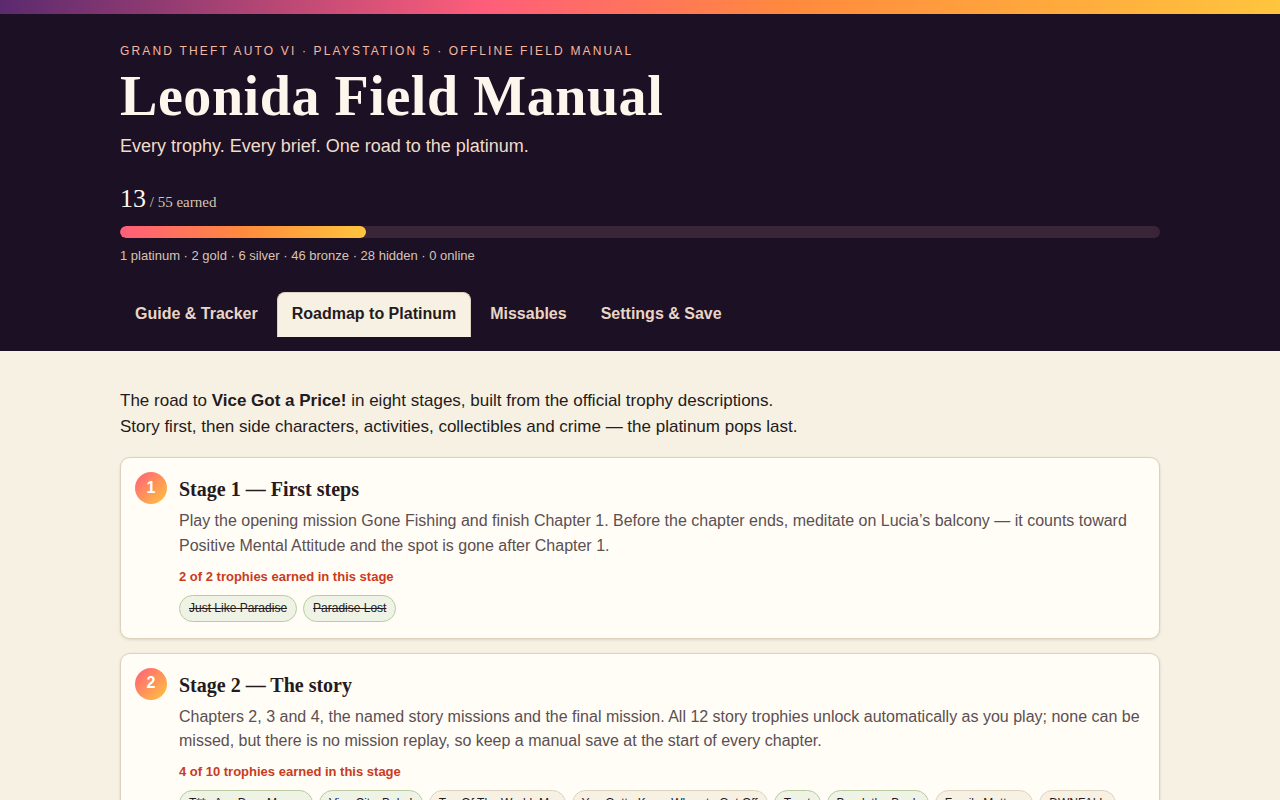 GRAND THEFT AUTO VI · PLAYSTATION 5 · OFFLINE FIELD MANUAL
Leonida Field Manual
Every trophy. Every brief. One road to the platinum.
13 / 55 earned
1 platinum · 2 gold · 6 silver · 46 bronze · 28 hidden · 0 online
Guide & Tracker Roadmap to Platinum Missables Settings & Save
The road to Vice Got a Price! in eight stages, built from the official trophy descriptions.
Story first, then side characters, activities, collectibles and crime — the platinum pops last.
1 Stage 1 — First steps
Play the opening mission Gone Fishing and finish Chapter 1. Before the chapter ends, meditate on Lucia’s balcony — it counts toward
Positive Mental Attitude and the spot is gone after Chapter 1.
2 of 2 trophies earned in this stage
Just Like Paradise Paradise Lost
2 Stage 2 — The story
Chapters 2, 3 and 4, the named story missions and the final mission. All 12 story trophies unlock automatically as you play; none can be
missed, but there is no mission replay, so keep a manual save at the start of every chapter.
4 of 10 trophies earned in this stage